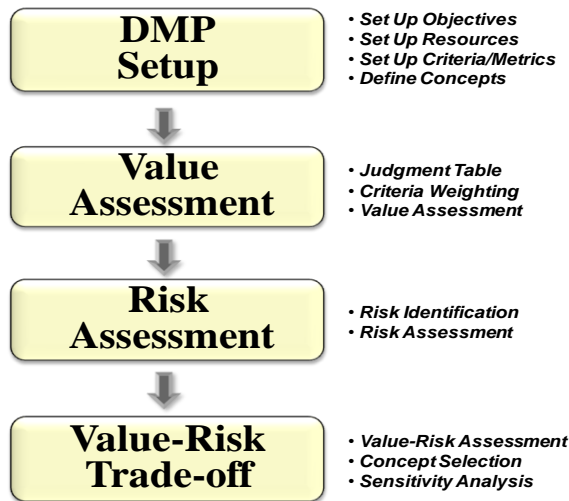 DMP
Setup
• Set Up Objectives
• Set Up Resources
• Set Up Criteria/Metrics
• Define Concepts
Value
Assessment
• Judgment Table
• Criteria Weighting
• Value Assessment
Risk
Assessment
• Risk Identification
• Risk Assessment
Value-Risk
Trade-off
• Value-Risk Assessment
• Concept Selection
• Sensitivity Analysis